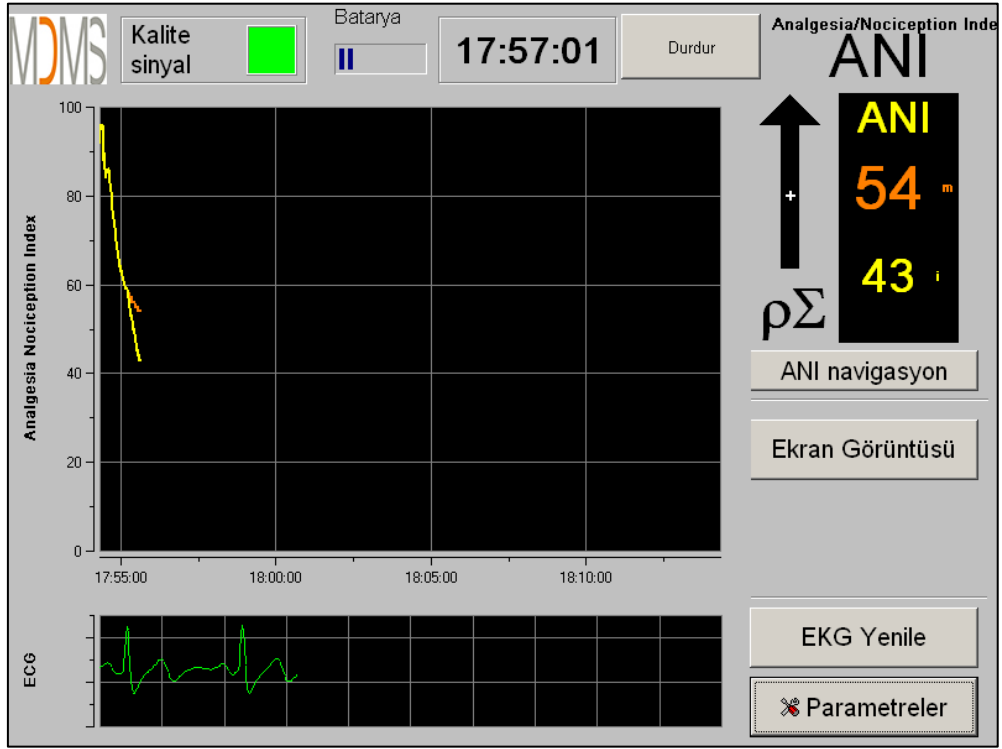 MDMS
Kalite
sinyal
Batarya
17:57:01
Durdur
Analgesia/Nociception Inde
ANI
Analgesia Nociception Index
100
80
60
40
20
0
17:55:00
18:00:00
18:05:00
18:10:00
ρΣ
ANI
54 m
43 i
ANI navigasyon
Ekran Görüntüsü
ECG
EKG Yenile
Parametreler